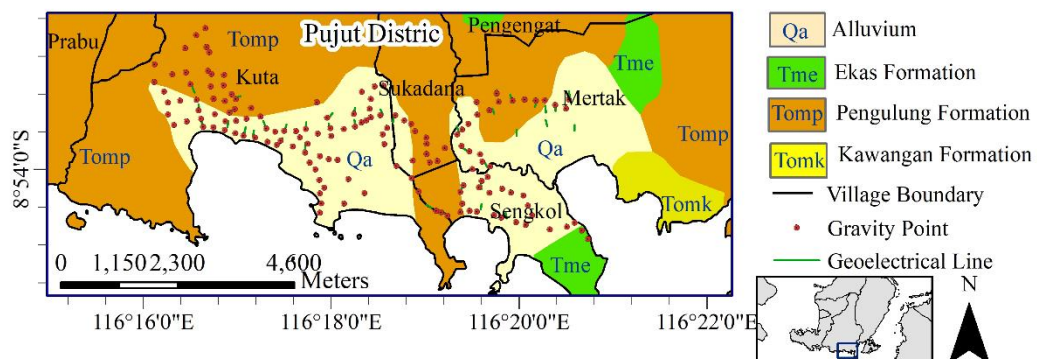 Pujut Distric
Prabu
Tomp
Pengengat
Kuta
Sukadana
Tme
Mertak
Tomp
Tomp
Qa
Qa
Sengkol
Tomk
Tme
8°54'0"S
0 1,150 2,300 4,600
Meters
116°16'0"E 116°18'0"E 116°20'0"E 116°22'0"E
Qa Alluvium
Tme Ekas Formation
Tomp Pengulung Formation
Tomk Kawangan Formation
Village Boundary
Gravity Point
Geoelectrical Line
N